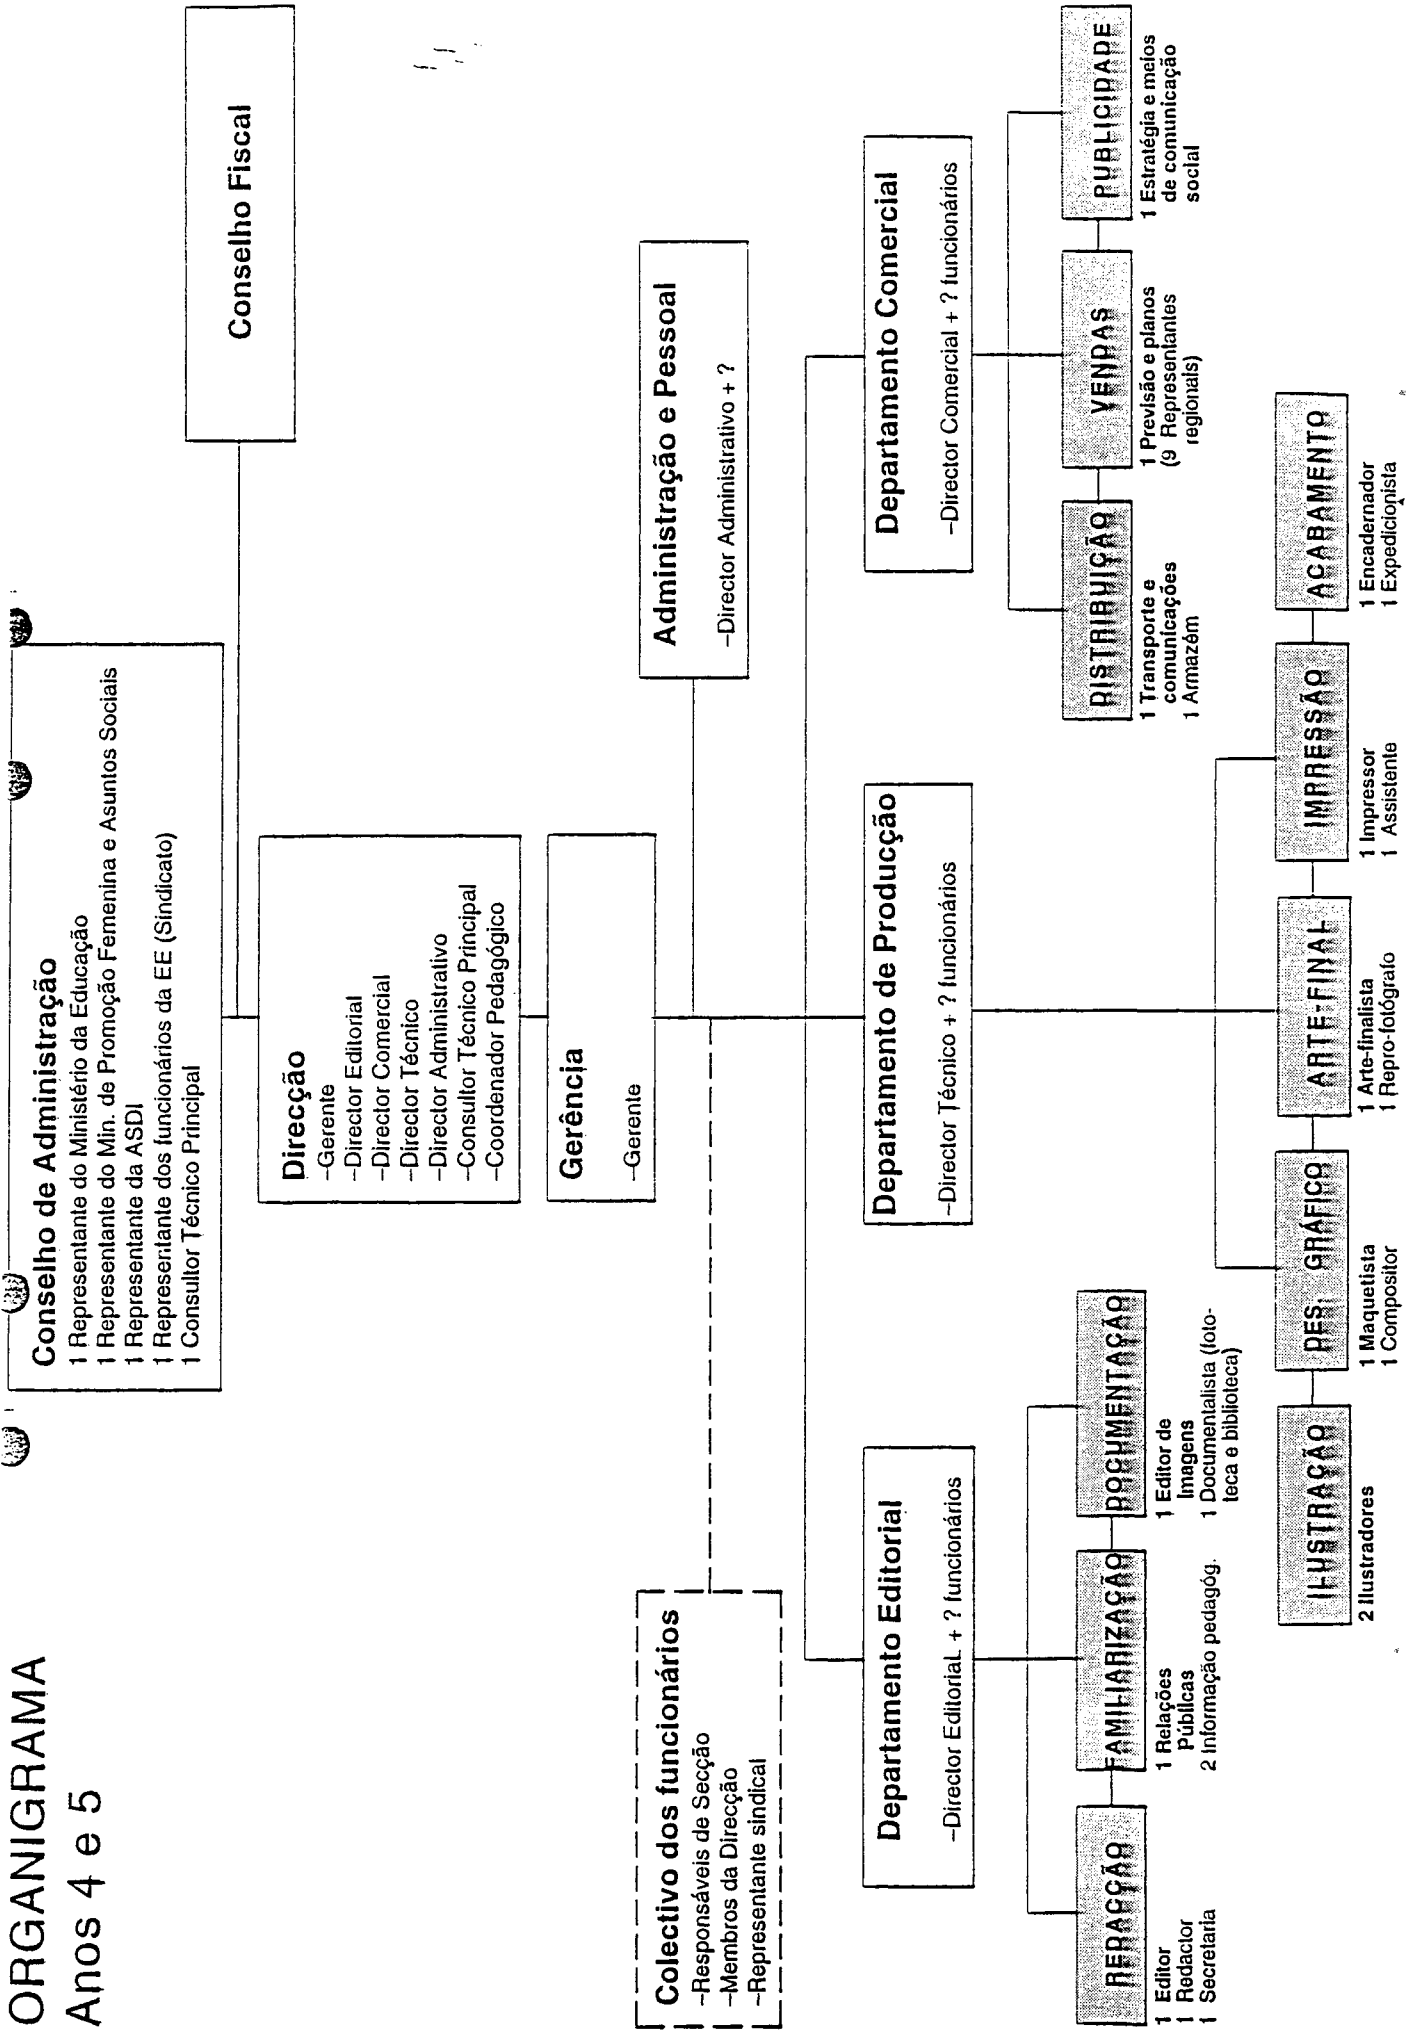 ORGANIGRAMA
Anos 4 e 5
Conselho de Administração
1 Representante do Ministério da Educação
1 Representante do Min. de Promoção Femenina e Asuntos Sociais
1 Representante da ASDI
1 Representante dos funcionários da EE (Sindicato)
1 Consultor Técnico Principal
Conselho Fiscal
Direcção
–Gerente
–Director Editorial
–Director Comercial
–Director Técnico
–Director Administrativo
–Consultor Técnico Principal
–Coordenador Pedagógico
Gerência
–Gerente
Colectivo dos funcionários
–Responsáveis de Secção
–Membros da Direcção
–Representante sindical
Administração e Pessoal
–Director Administrativo + ?
Departamento Editorial
–Director Editorial + ? funcionários
Departamento de Producção
–Director Técnico + ? funcionários
Departamento Comercial
–Director Comercial + ? funcionários
REDACÇÃO
1 Editor
1 Redactor
1 Secretaria
FAMILIARIZAÇÃO
1 Relações
Públicas
2 Informação pedagóg.
DOCUMENTAÇÃO
1 Editor de
Imagens
1 Documentalista (foto-
teca e biblioteca)
DISTRIBUIÇÃO
1 Transporte e
comunicações
1 Armazém
VENDAS
1 Previsão e planos
(9 Representantes
regionais)
PUBLICIDADE
1 Estratégia e meios
de comunicação
social
ILUSTRAÇÃO
2 Ilustradores
DES. GRÁFICO
1 Maquetista
1 Compositor
ARTE-FINAL
1 Arte-finalista
1 Repro-fotógrafo
IMPRESSÃO
1 Impressor
1 Assistente
ACABAMENTO
1 Encadernador
1 Expedicionista